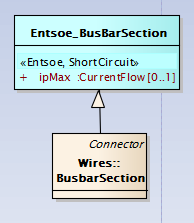 Entsoe_BusBarSection
«Entsoe, ShortCircuit»
+ ipMax :CurrentFlow [0..1]
Connector
Wires::
BusbarSection